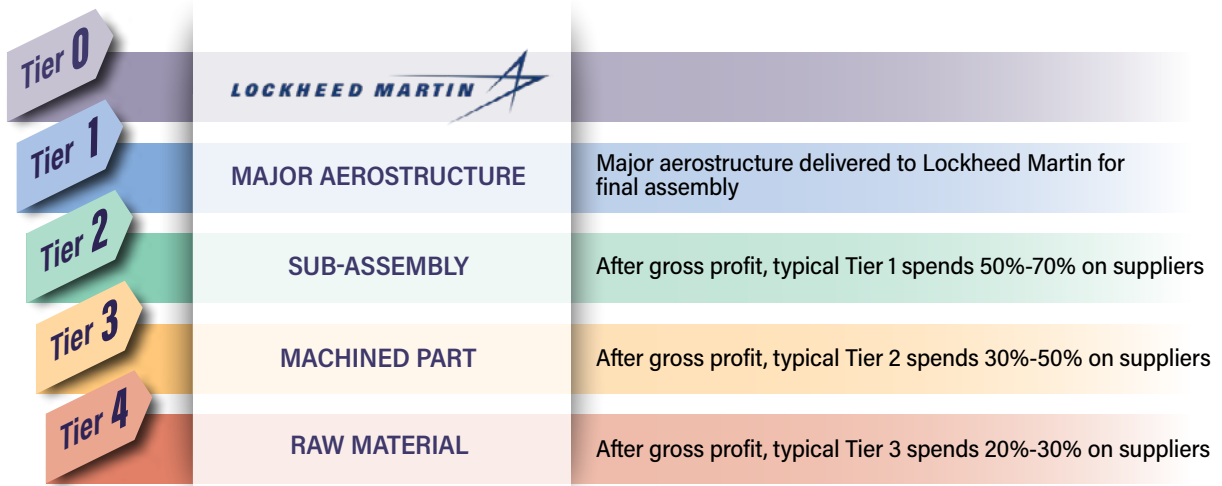 Tier 0
LOCKHEED MARTIN
Tier 1
MAJOR AEROSTRUCTURE
Major aerostructure delivered to Lockheed Martin for
final assembly
Tier 2
SUB-ASSEMBLY
After gross profit, typical Tier 1 spends 50%-70% on suppliers
Tier 3
MACHINED PART
After gross profit, typical Tier 2 spends 30%-50% on suppliers
Tier 4
RAW MATERIAL
After gross profit, typical Tier 3 spends 20%-30% on suppliers